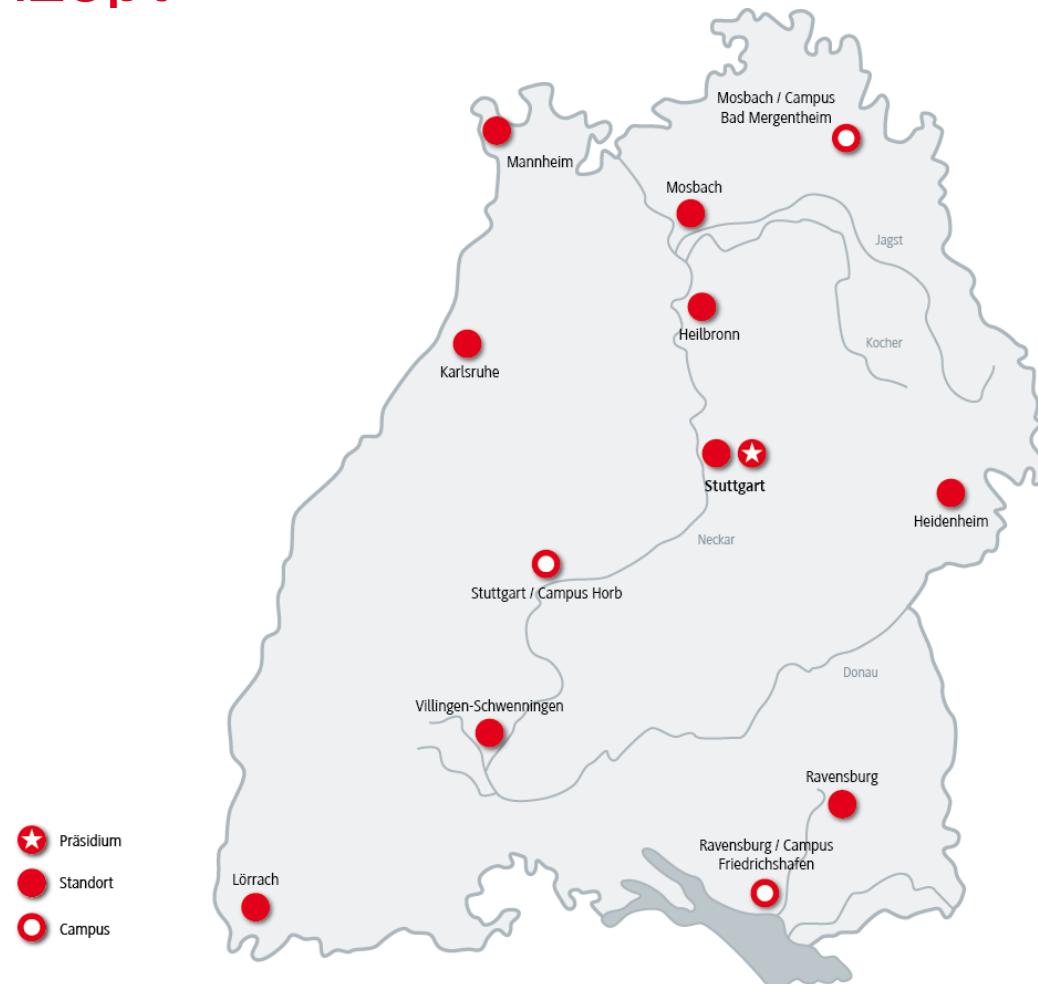 Mosbach / Campus
Bad Mergentheim
Mannheim
Mosbach
Jagst
Heilbronn
Kocher
Karlsruhe
Stuttgart
Heidenheim
Neckar
Stuttgart / Campus Horb
Donau
Villingen-Schwenningen
Ravensburg
Ravensburg / Campus
Friedrichshafen
Lörrach
Präsidium
Standort
Campus